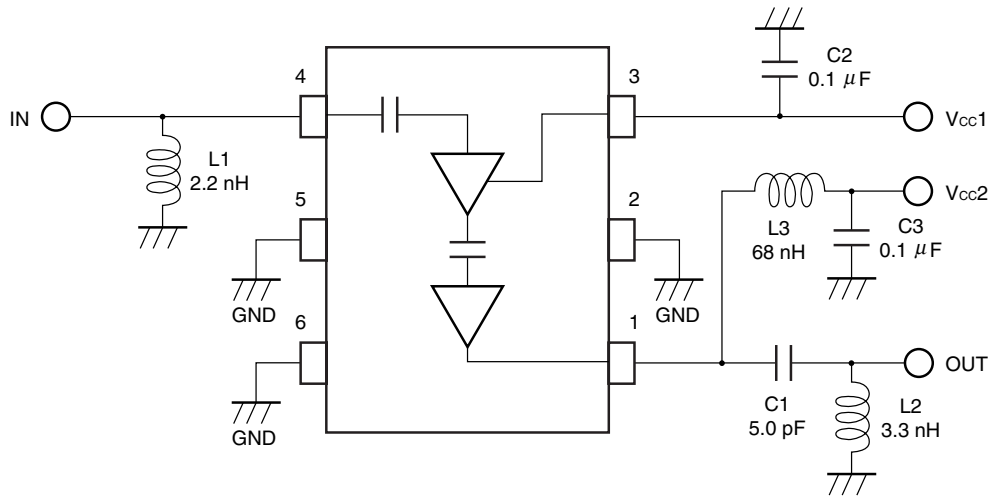 C2
0.1 μF
4
3
IN
VCC1
L1
2.2 nH
5
2
VCC2
L3
68 nH
C3
0.1 μF
GND
GND
6
1
OUT
C1
5.0 pF
L2
3.3 nH
GND